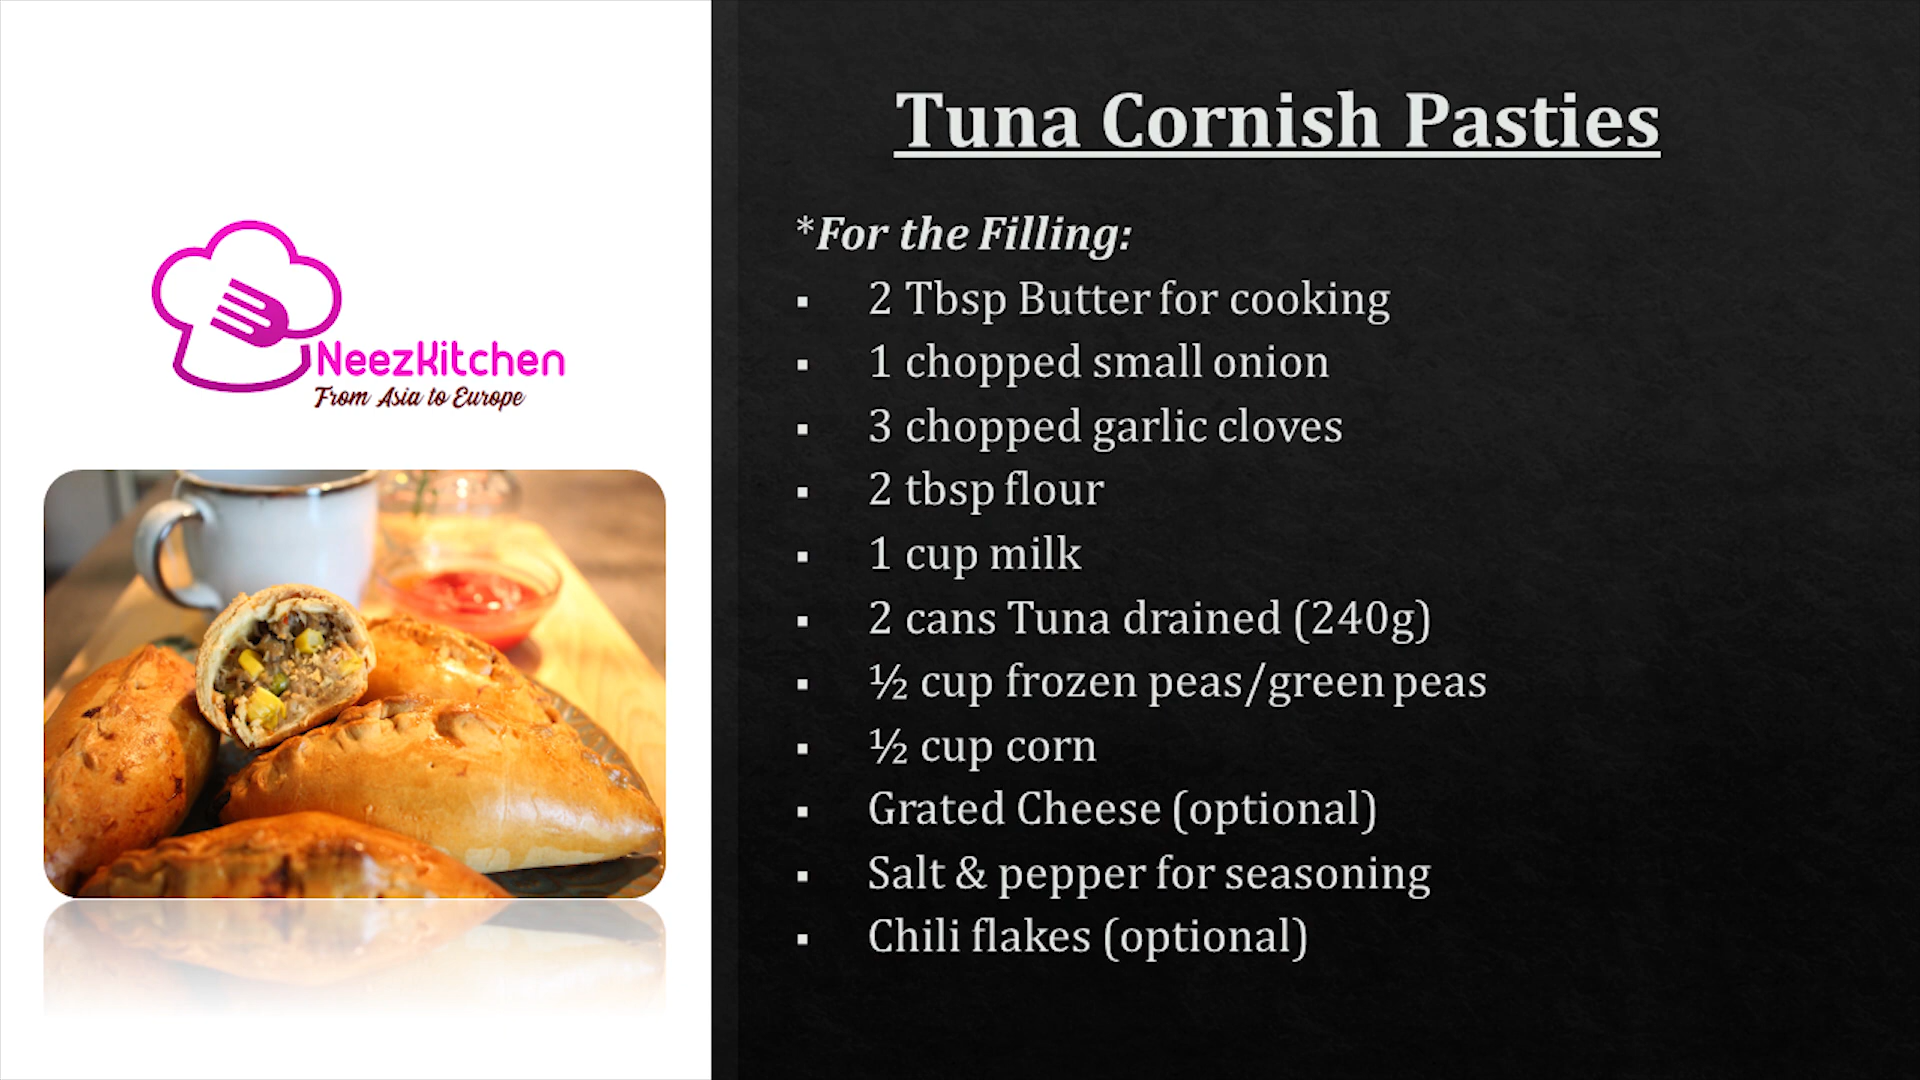 NeezKitchen
From Asia to Europe
Tuna Cornish Pasties
*For the Filling:
▪ 2 Tbsp Butter for cooking
▪ 1 chopped small onion
▪ 3 chopped garlic cloves
▪ 2 tbsp flour
▪ 1 cup milk
▪ 2 cans Tuna drained (240g)
▪ ½ cup frozen peas/green peas
▪ ½ cup corn
▪ Grated Cheese (optional)
▪ Salt & pepper for seasoning
▪ Chili flakes (optional)